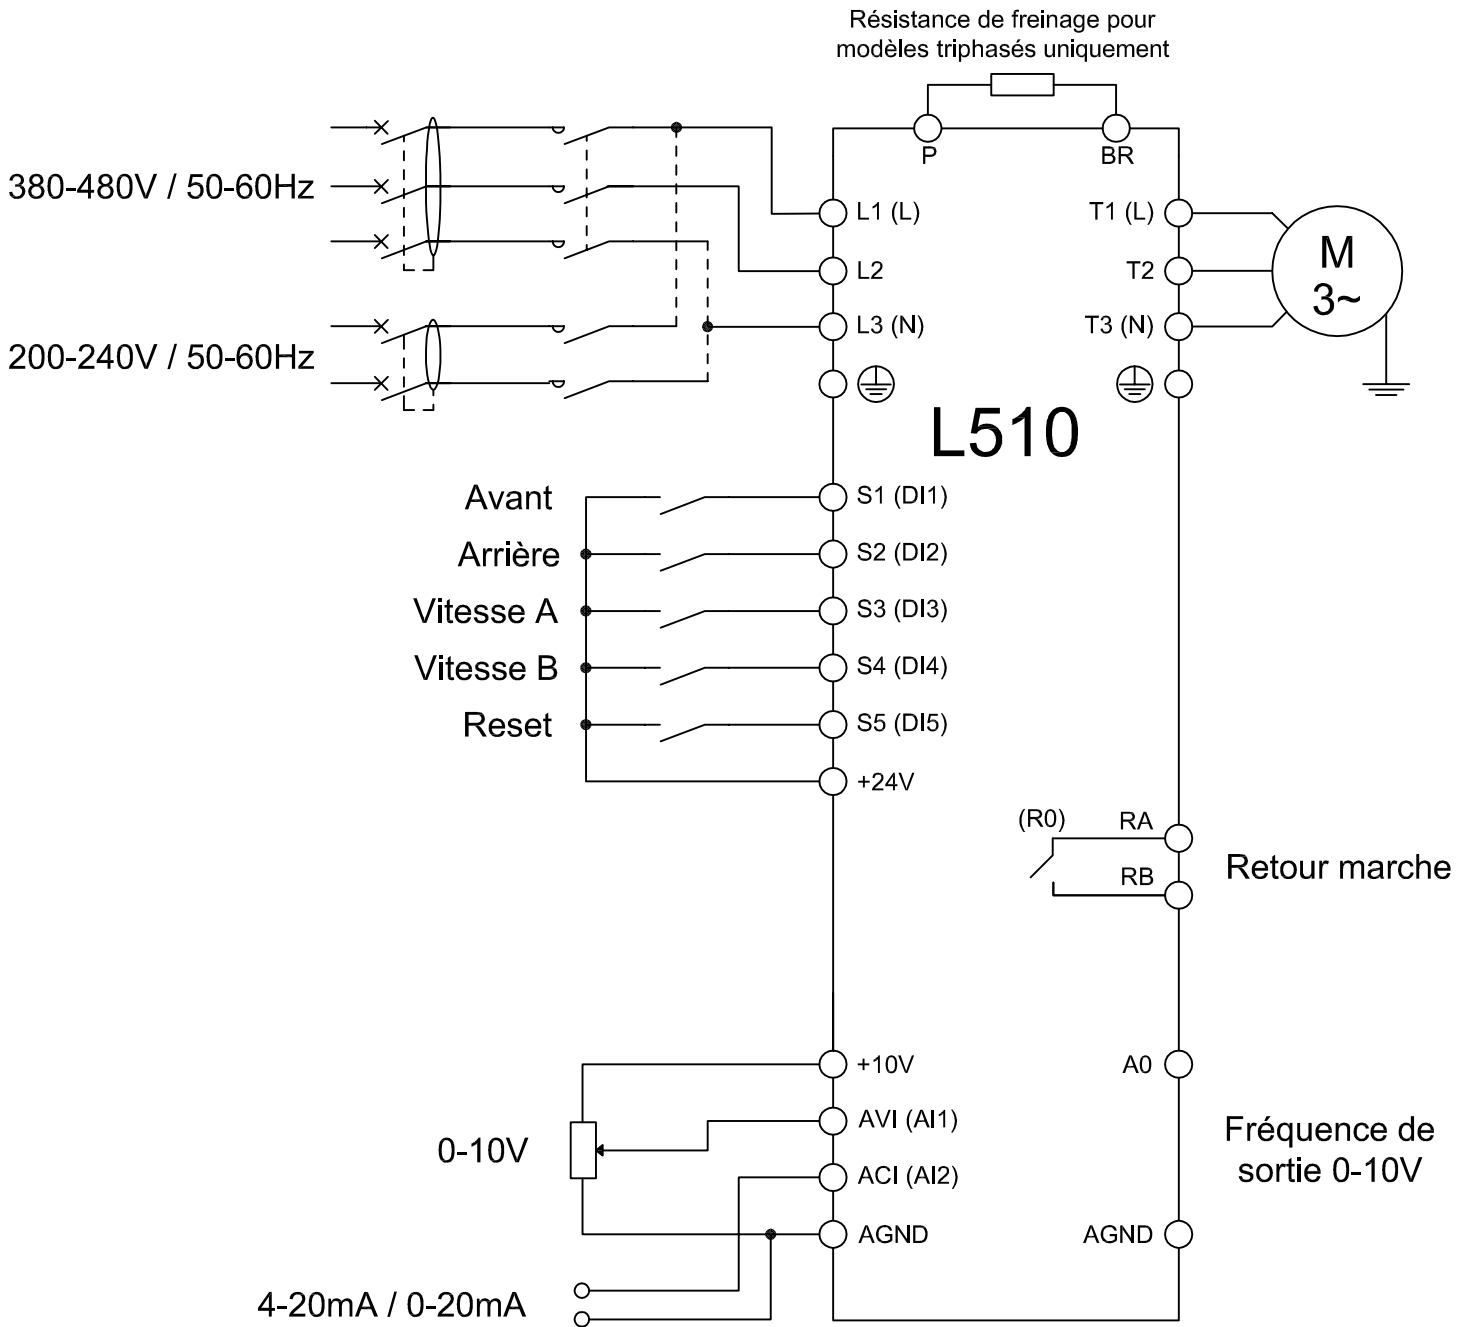 Résistance de freinage pour
modèles triphasés uniquement
P
BR
380-480V / 50-60Hz
L1 (L)
T1 (L)
L2
T2
M
3~
L3 (N)
T3 (N)
200-240V / 50-60Hz
L510
Avant
S1 (DI1)
Arrière
S2 (DI2)
Vitesse A
S3 (DI3)
Vitesse B
S4 (DI4)
Reset
S5 (DI5)
+24V
(R0)
RA
RB
Retour marche
+10V
A0
AVI (AI1)
0-10V
Fréquence de
sortie 0-10V
ACI (AI2)
AGND
AGND
4-20mA / 0-20mA